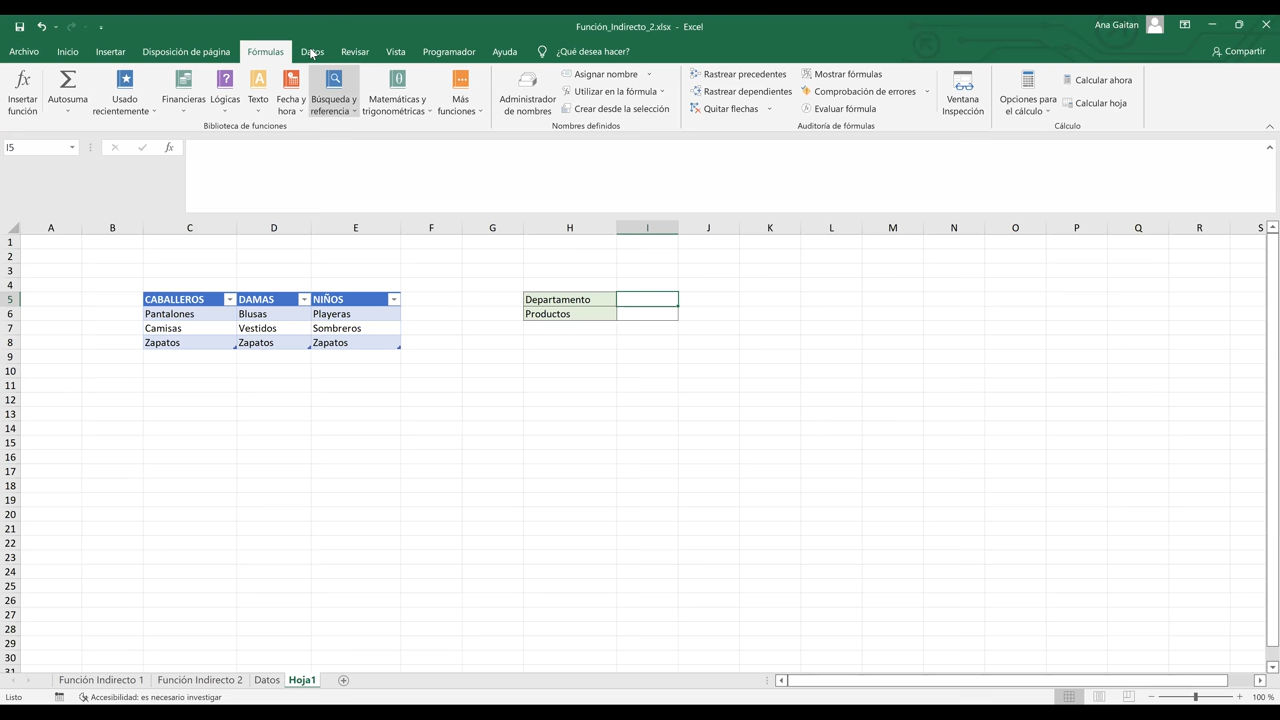 Función_Indirecto_2.xlsx - Excel
Ana Gaitan
Archivo Inicio Insertar Disposición de página Fórmulas Datos Revisar Vista Programador Ayuda ¿Qué desea hacer? Compartir
Insertar función
Autosuma
Usado recientemente
Financieras
Lógicas
Texto
Fecha y hora
Búsqueda y referencia
Matemáticas y trigonométricas
Más funciones
Biblioteca de funciones
Administrador de nombres
Asignar nombre
Utilizar en la fórmula
Crear desde la selección
Nombres definidos
Rastrear precedentes
Rastrear dependientes
Quitar flechas
Mostrar fórmulas
Comprobación de errores
Evaluar fórmula
Auditoría de fórmulas
Ventana Inspección
Opciones para el cálculo
Calcular ahora
Calcular hoja
Cálculo
I5
fx
A B C D E F G H I J K L M N O P Q R S
1
2
3
4
5 CABALLEROS DAMAS NIÑOS Departamento
6 Pantalones Blusas Playeras Productos
7 Camisas Vestidos Sombreros
8 Zapatos Zapatos Zapatos
9
10
11
12
13
14
15
16
17
18
19
20
21
22
23
24
25
26
27
28
29
30
31
Función Indirecto 1 Función Indirecto 2 Datos Hoja1
Listo Accesibilidad: es necesario investigar 100 %